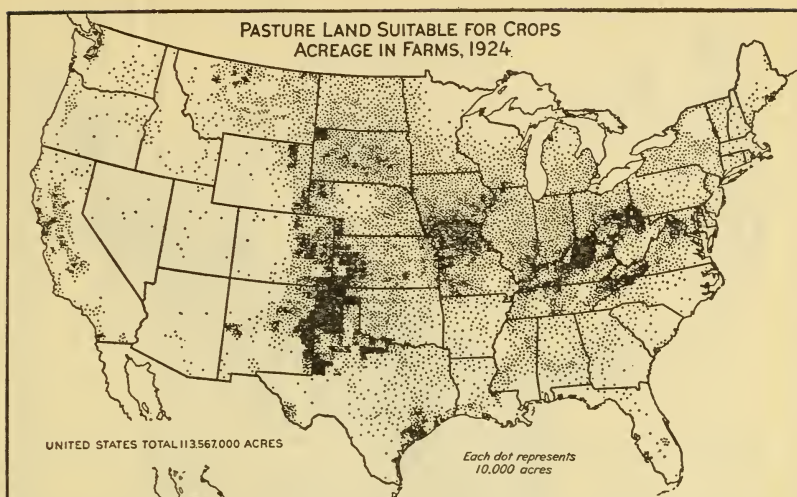 PASTURE LAND SUITABLE FOR CROPS
ACREAGE IN FARMS, 1924
UNITED STATES TOTAL 113,567,000 ACRES
Each dot represents
10,000 acres